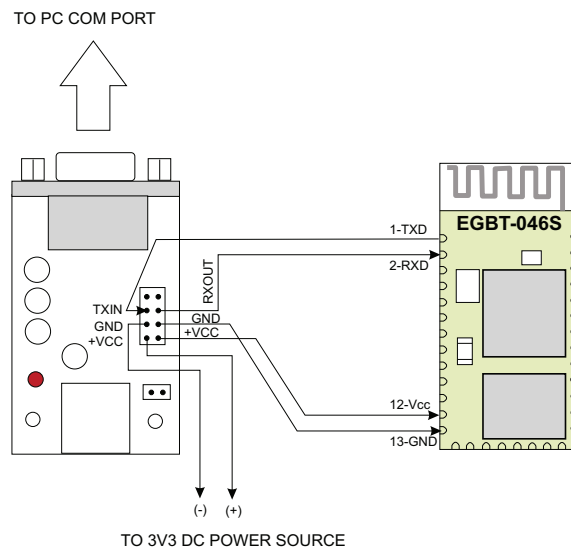 TO PC COM PORT
EGBT-046S
1-TXD
2-RXD
RXOUT
TXIN
GND
+VCC
GND
+VCC
12-Vcc
13-GND
(-) (+)
TO 3V3 DC POWER SOURCE